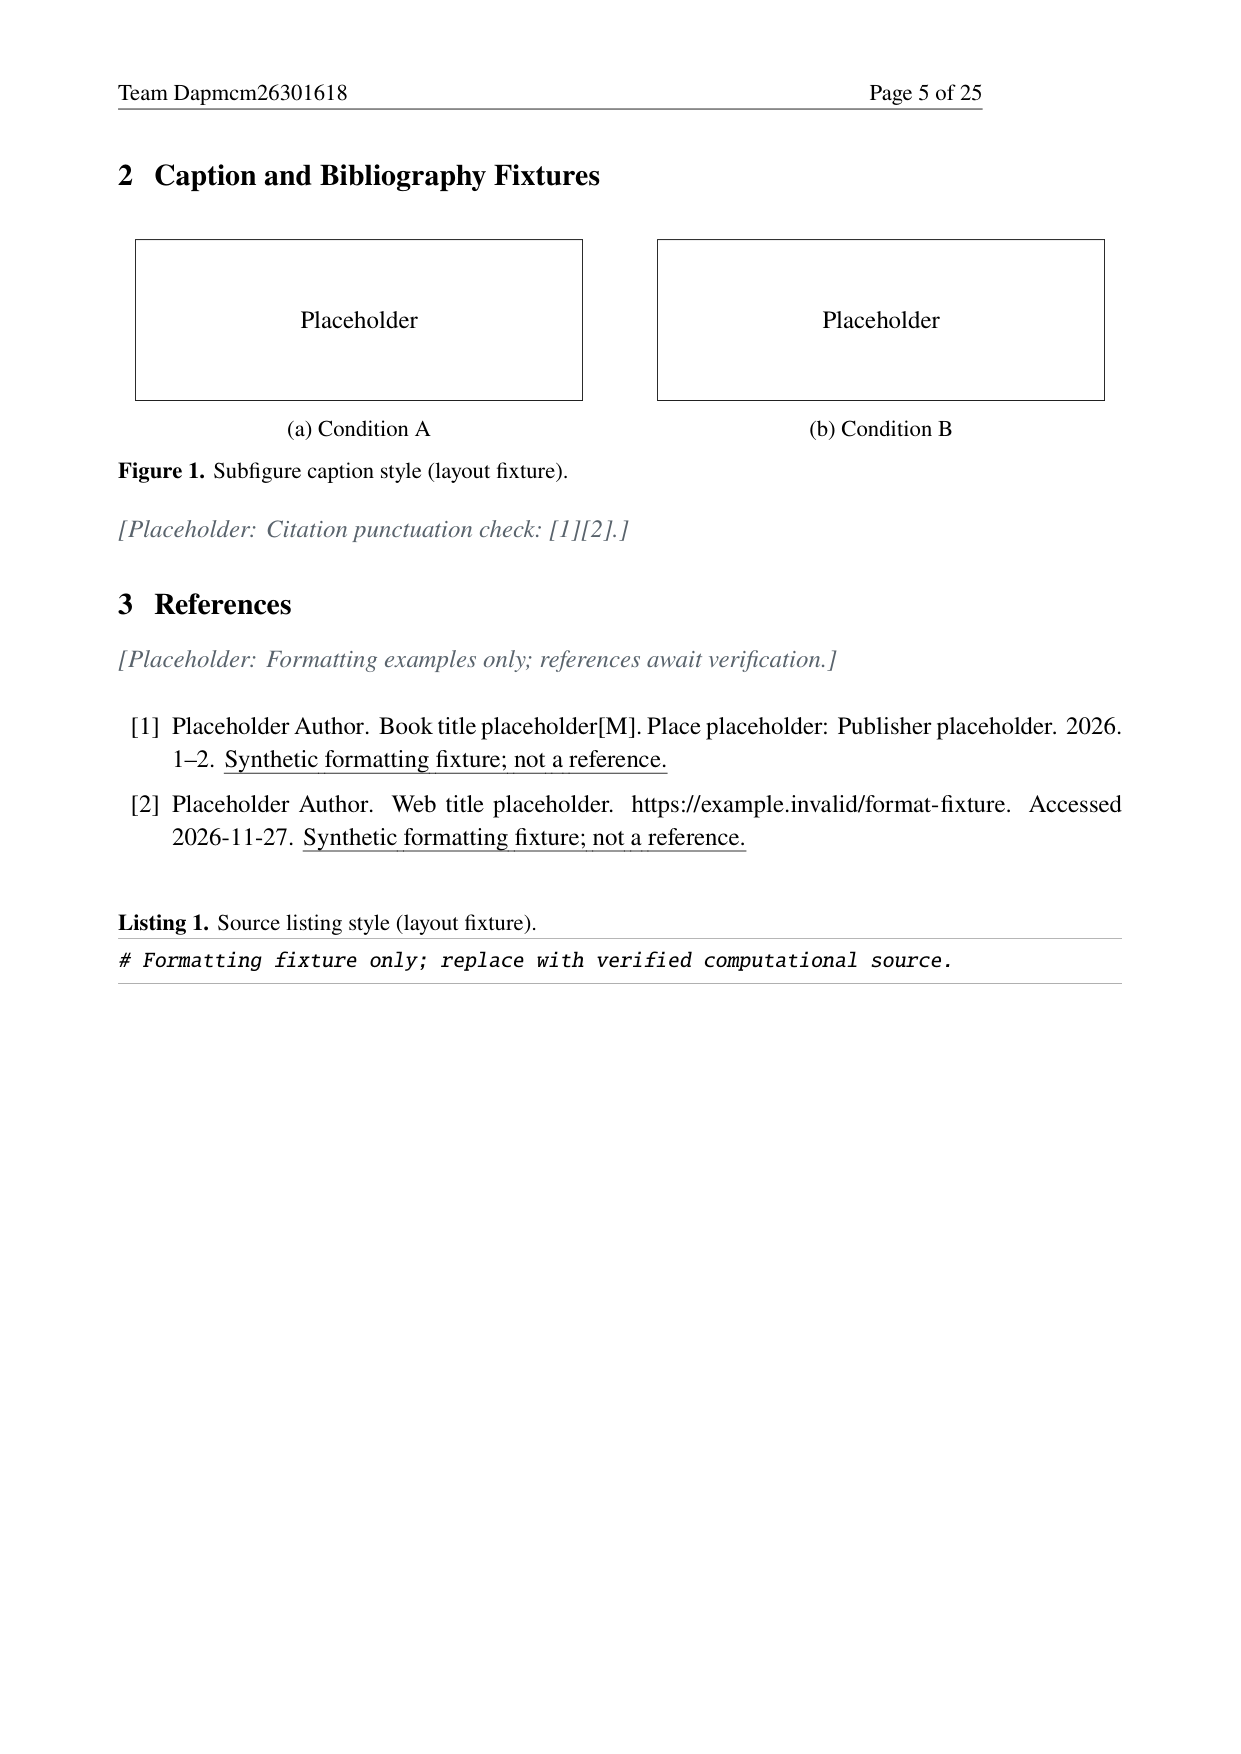 Team Dapmcm26301618 Page 5 of 25
2 Caption and Bibliography Fixtures
Placeholder Placeholder
(a) Condition A (b) Condition B
Figure 1. Subfigure caption style (layout fixture).
[Placeholder: Citation punctuation check: [1][2].]
3 References
[Placeholder: Formatting examples only; references await verification.]
[1] Placeholder Author. Book title placeholder[M]. Place placeholder: Publisher placeholder. 2026.
1–2. Synthetic formatting fixture; not a reference.
[2] Placeholder Author. Web title placeholder. https://example.invalid/format-fixture. Accessed
2026-11-27. Synthetic formatting fixture; not a reference.
Listing 1. Source listing style (layout fixture).
# Formatting fixture only; replace with verified computational source.